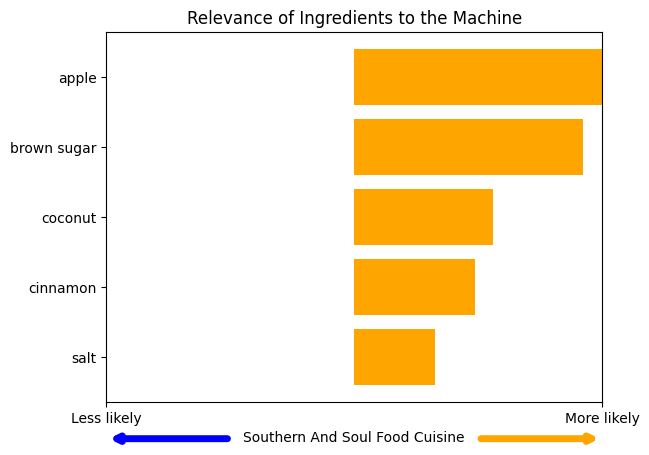 Relevance of Ingredients to the Machine
apple
brown sugar
coconut
cinnamon
salt
Less likely
More likely
Southern And Soul Food Cuisine